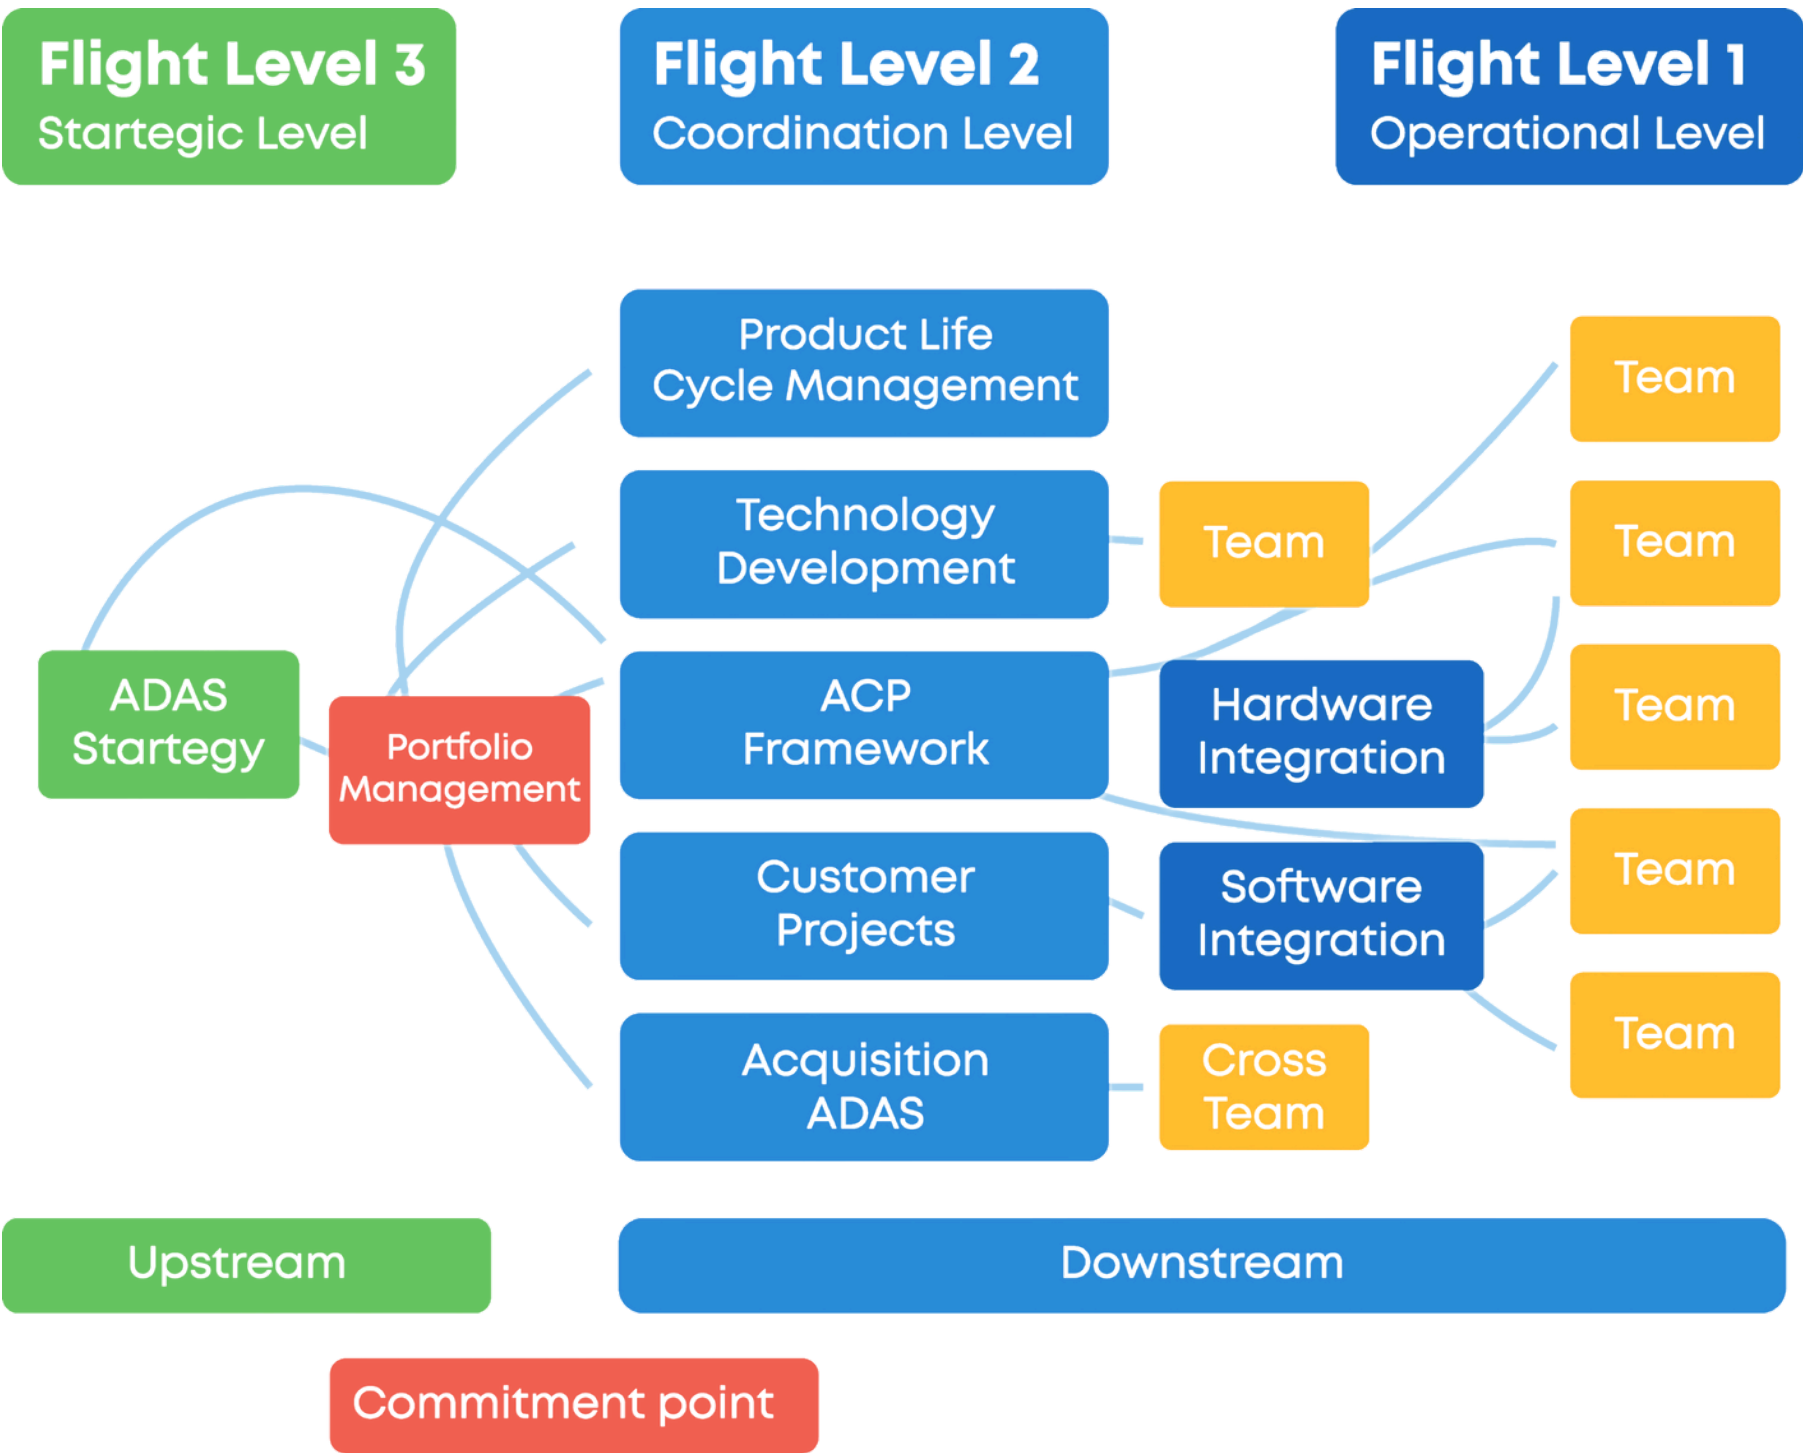 Flight Level 3
Startegic Level
Flight Level 2
Coordination Level
Flight Level 1
Operational Level
ADAS
Startegy
Portfolio
Management
Product Life
Cycle Management
Technology
Development
ACP
Framework
Customer
Projects
Acquisition
ADAS
Team
Hardware
Integration
Software
Integration
Cross
Team
Team
Team
Team
Team
Team
Upstream
Downstream
Commitment point